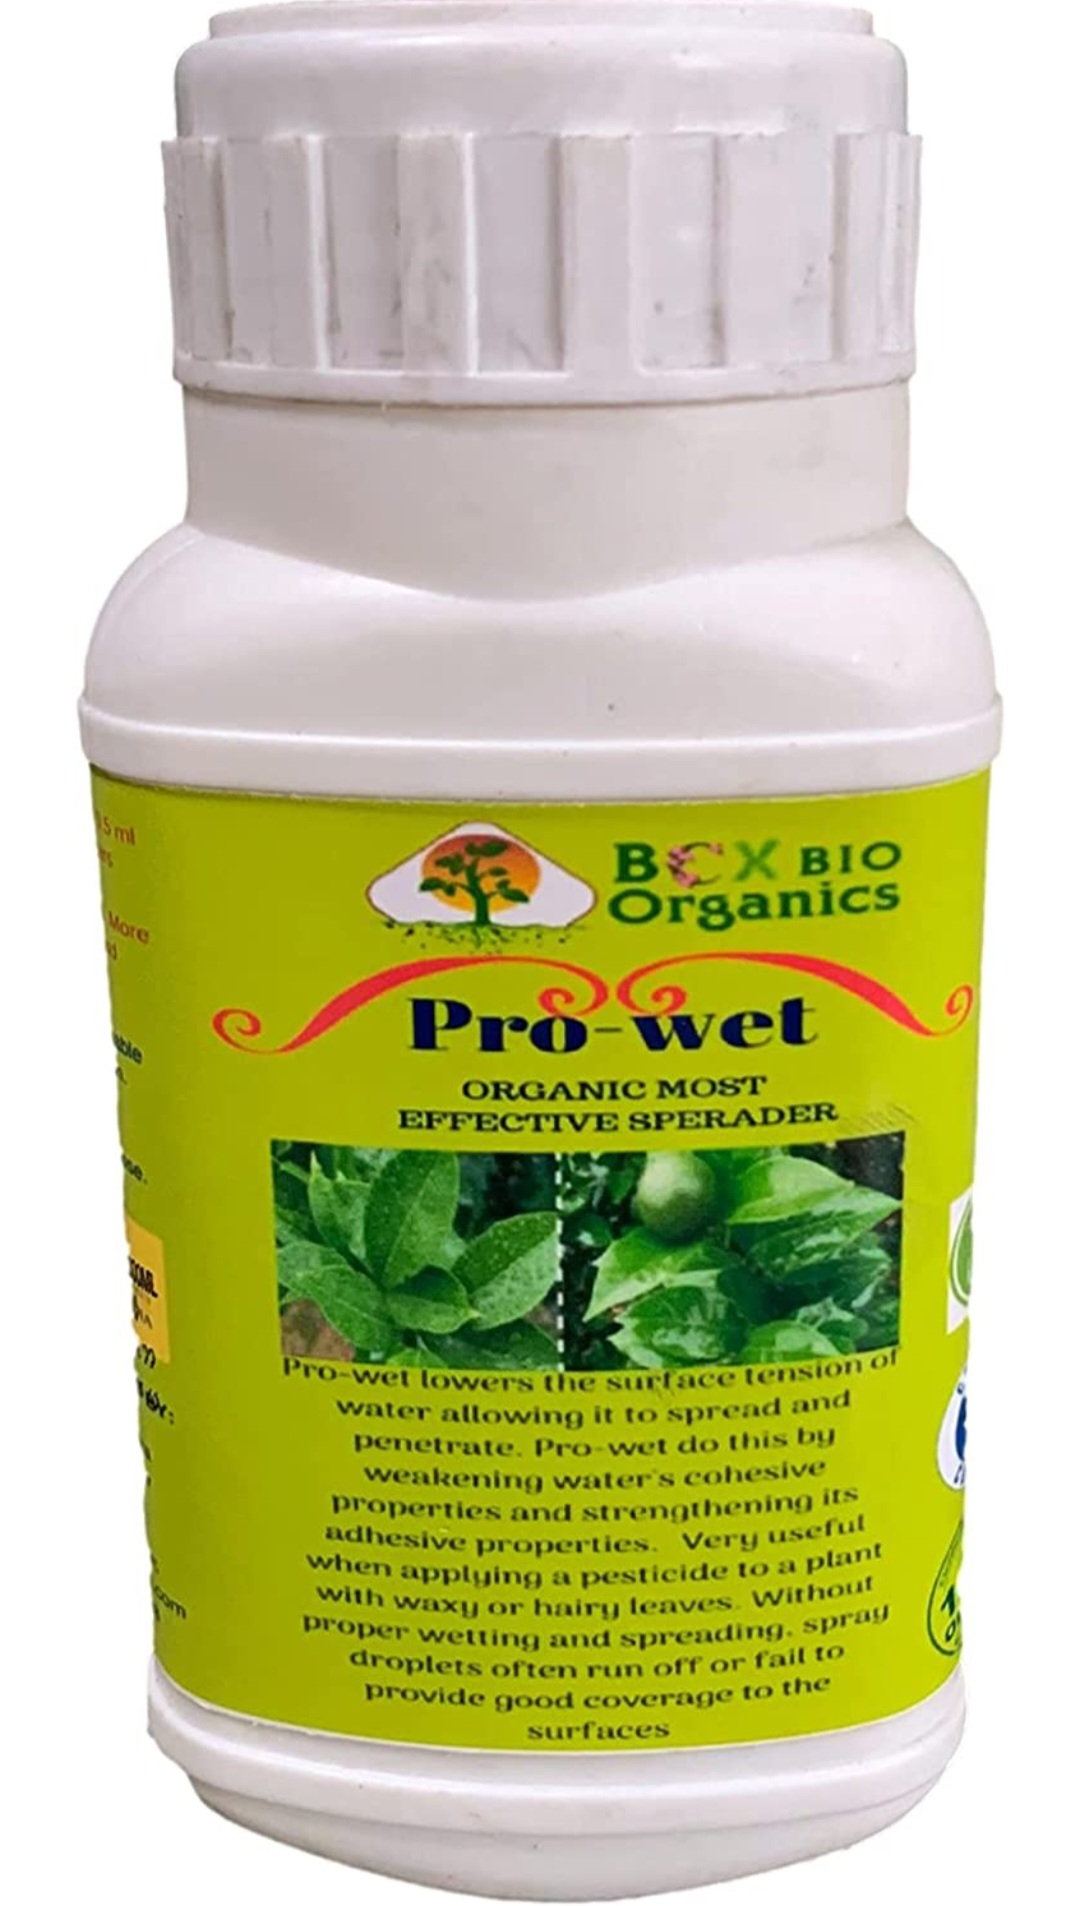 BCX BIO
Organics
Pro-wet
ORGANIC MOST
EFFECTIVE SPERADER
Pro-wet lowers the surface tension of
water allowing it to spread and
penetrate. Pro-wet do this by
weakening water's cohesive
properties and strengthening its
adhesive properties. Very useful
when applying a pesticide to a plant
with waxy or hairy leaves. Without
proper wetting and spreading, spray
droplets often run off or fail to
provide good coverage to the
surfaces
5 ml
More